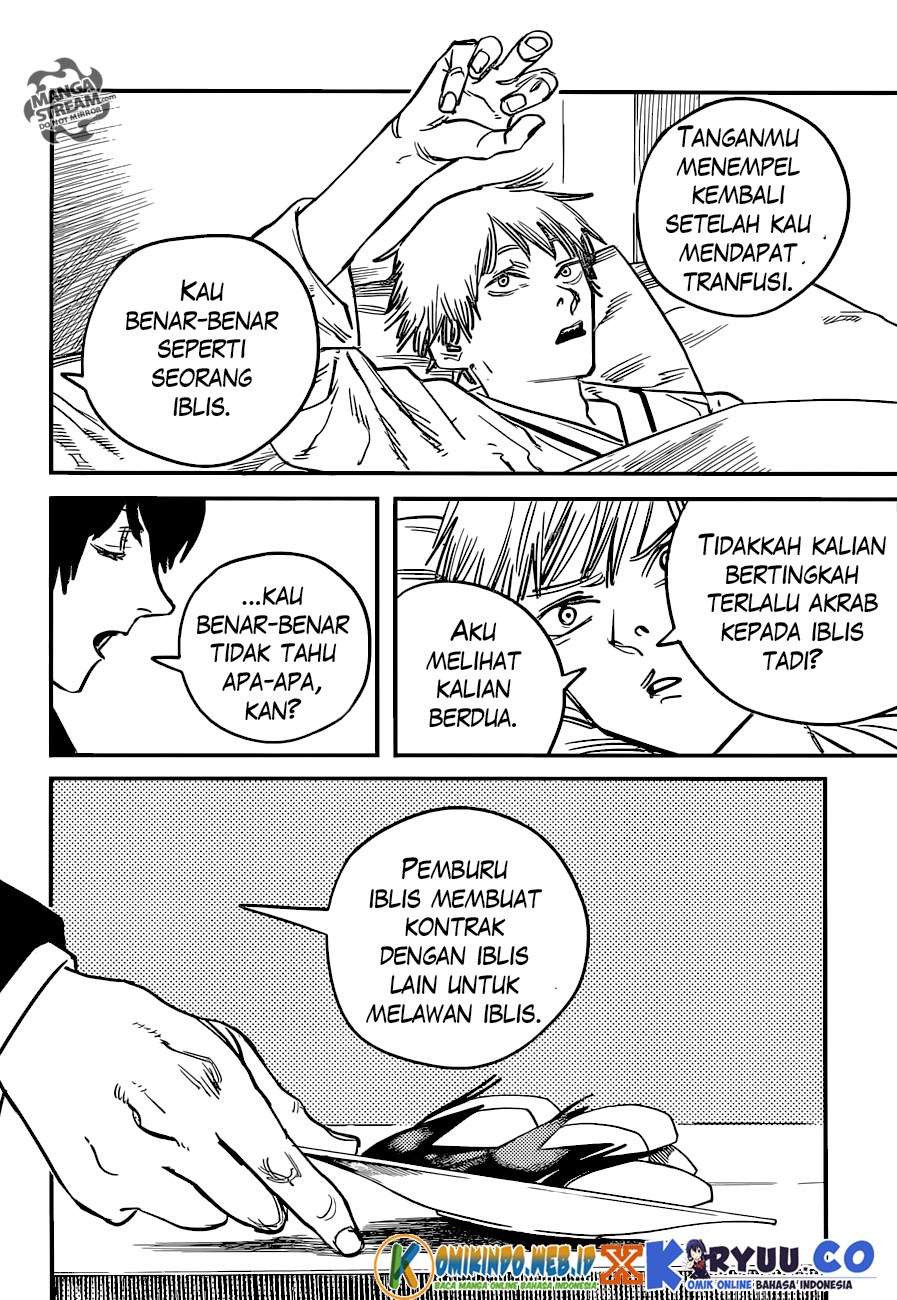 MANGA
STREAM.com
DO NOT MIRROR
TANGANMU
MENEMPEL
KEMBALI
SETELAH KAU
MENDAPAT
TRANFUSI.
KAU
BENAR-BENAR
SEPERTI
SEORANG
IBLIS.
TIDAKKAH KALIAN
BERTINGKAH
TERLALU AKRAB
KEPADA IBLIS
TADI?
AKU
MELIHAT
KALIAN
BERDUA.
...KAU
BENAR-BENAR
TIDAK TAHU
APA-APA,
KAN?
PEMBURU
IBLIS MEMBUAT
KONTRAK
DENGAN IBLIS
LAIN UNTUK
MELAWAN IBLIS.
KOMIKINDO.WEB.ID X KIRYUU.CO
BACA MANGA ONLINE BAHASA INDONESIA
KOMIK ONLINE BAHASA INDONESIA